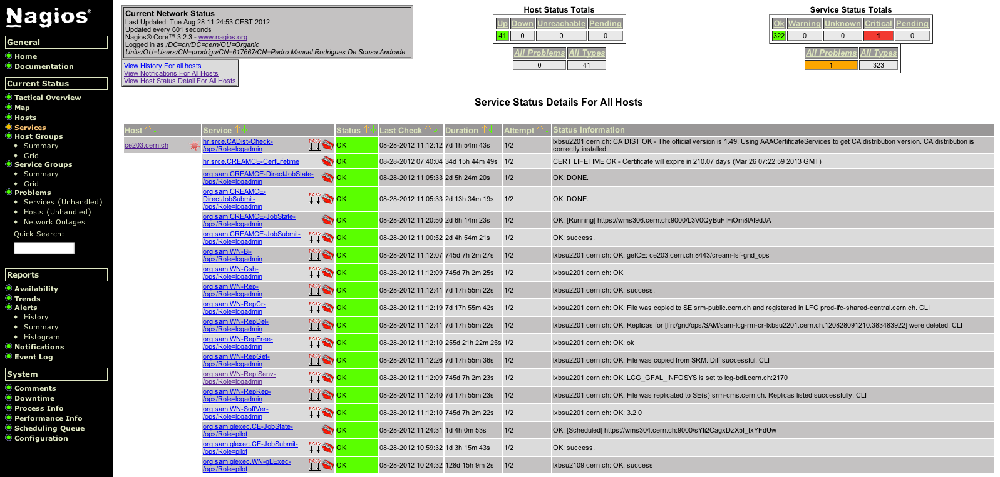 Nagios®
General
Home
Documentation
Current Status
Tactical Overview
Map
Hosts
Services
Host Groups
Summary
Grid
Service Groups
Summary
Grid
Problems
Services (Unhandled)
Hosts (Unhandled)
Network Outages
Quick Search:
Reports
Availability
Trends
Alerts
History
Summary
Histogram
Notifications
Event Log
System
Comments
Downtime
Process Info
Performance Info
Scheduling Queue
Configuration
Current Network Status
Last Updated: Tue Aug 28 11:24:53 CEST 2012
Updated every 601 seconds
Nagios® Core™ 3.2.3 - www.nagios.org
Logged in as /DC=ch/DC=cern/OU=Organic
Units/OU=Users/CN=prodrigu/CN=617667/CN=Pedro Manuel Rodrigues De Sousa Andrade
View History For all hosts
View Notifications For All Hosts
View Host Status Detail For All Hosts
Host Status Totals
Up Down Unreachable Pending
41 0 0 0
All Problems All Types
0 41
Service Status Totals
Ok Warning Unknown Critical Pending
322 0 0 1 0
All Problems All Types
1 323
Service Status Details For All Hosts
Host Service Status Last Check Duration Attempt Status Information
ce203.cern.ch hr.srce.CADist-Check- PASV OK 08-28-2012 11:12:12 7d 1h 54m 43s 1/2 lxbsu2201.cern.ch: CA DIST OK - The official version is 1.49. Using AAACertificateServices to get CA distribution version. CA distribution is
/ops/Role=lcgadmin correctly installed.
hr.srce.CREAMCE-CertLifetime OK 08-28-2012 07:40:04 34d 15h 44m 49s 1/2 CERT LIFETIME OK - Certificate will expire in 210.07 days (Mar 26 07:22:59 2013 GMT)
org.sam.CREAMCE-DirectJobState-
/ops/Role=lcgadmin OK 08-28-2012 11:05:33 2d 5h 24m 20s 1/2 OK: DONE.
org.sam.CREAMCE-
DirectJobSubmit- PASV OK 08-28-2012 11:05:33 2d 13h 34m 19s 1/2 OK: DONE.
/ops/Role=lcgadmin
org.sam.CREAMCE-JobState-
/ops/Role=lcgadmin OK 08-28-2012 11:20:50 2d 6h 14m 23s 1/2 OK: [Running] https://wms306.cern.ch:9000/L3V0QyBuFIFiOm8lAI9dJA
org.sam.CREAMCE-JobSubmit- PASV
/ops/Role=lcgadmin OK 08-28-2012 11:00:52 2d 4h 54m 21s 1/2 OK: success.
org.sam.WN-Bi- PASV
/ops/Role=lcgadmin OK 08-28-2012 11:12:07 745d 7h 2m 27s 1/2 lxbsu2201.cern.ch: OK: getCE: ce203.cern.ch:8443/cream-lsf-grid_ops
org.sam.WN-Csh- PASV
/ops/Role=lcgadmin OK 08-28-2012 11:12:09 745d 7h 2m 25s 1/2 lxbsu2201.cern.ch: OK
org.sam.WN-Rep- PASV
/ops/Role=lcgadmin OK 08-28-2012 11:12:41 7d 17h 55m 22s 1/2 lxbsu2201.cern.ch: OK: success.
org.sam.WN-RepCr- PASV
/ops/Role=lcgadmin OK 08-28-2012 11:12:19 7d 17h 55m 42s 1/2 lxbsu2201.cern.ch: OK: File was copied to SE srm-public.cern.ch and registered in LFC prod-lfc-shared-central.cern.ch. CLI
org.sam.WN-RepDel- PASV
/ops/Role=lcgadmin OK 08-28-2012 11:12:41 7d 17h 55m 22s 1/2 lxbsu2201.cern.ch: OK: Replicas for [lfn:/grid/ops/SAM/sam-lcg-rm-cr-lxbsu2201.cern.ch.120828091210.383483922] were deleted. CLI
org.sam.WN-RepFree- PASV
/ops/Role=lcgadmin OK 08-28-2012 11:12:10 255d 21h 22m 25s 1/2 lxbsu2201.cern.ch: OK: ok
org.sam.WN-RepGet- PASV
/ops/Role=lcgadmin OK 08-28-2012 11:12:26 7d 17h 55m 36s 1/2 lxbsu2201.cern.ch: OK: File was copied from SRM. Diff successful. CLI
org.sam.WN-RepISenv- PASV
/ops/Role=lcgadmin OK 08-28-2012 11:12:09 745d 7h 2m 23s 1/2 lxbsu2201.cern.ch: OK: LCG_GFAL_INFOSYS is set to lcg-bdii.cern.ch:2170
org.sam.WN-RepRep- PASV
/ops/Role=lcgadmin OK 08-28-2012 11:12:40 7d 17h 55m 23s 1/2 lxbsu2201.cern.ch: OK: File was replicated to SE(s) srm-cms.cern.ch. Replicas listed successfully. CLI
org.sam.WN-SoftVer- PASV
/ops/Role=lcgadmin OK 08-28-2012 11:12:10 745d 7h 2m 22s 1/2 lxbsu2201.cern.ch: OK: 3.2.0
org.sam.glexec.CE-JobState-
/ops/Role=pilot OK 08-28-2012 11:24:31 1d 4h 0m 53s 1/2 OK: [Scheduled] https://wms304.cern.ch:9000/sYIi2CagxDzX5I_fxYFdUw
org.sam.glexec.CE-JobSubmit- PASV
/ops/Role=pilot OK 08-28-2012 10:59:32 1d 3h 15m 43s 1/2 OK: success.
org.sam.glexec.WN-gLExec- PASV
/ops/Role=pilot OK 08-28-2012 10:24:32 128d 15h 9m 2s 1/2 lxbsu2109.cern.ch: OK: success